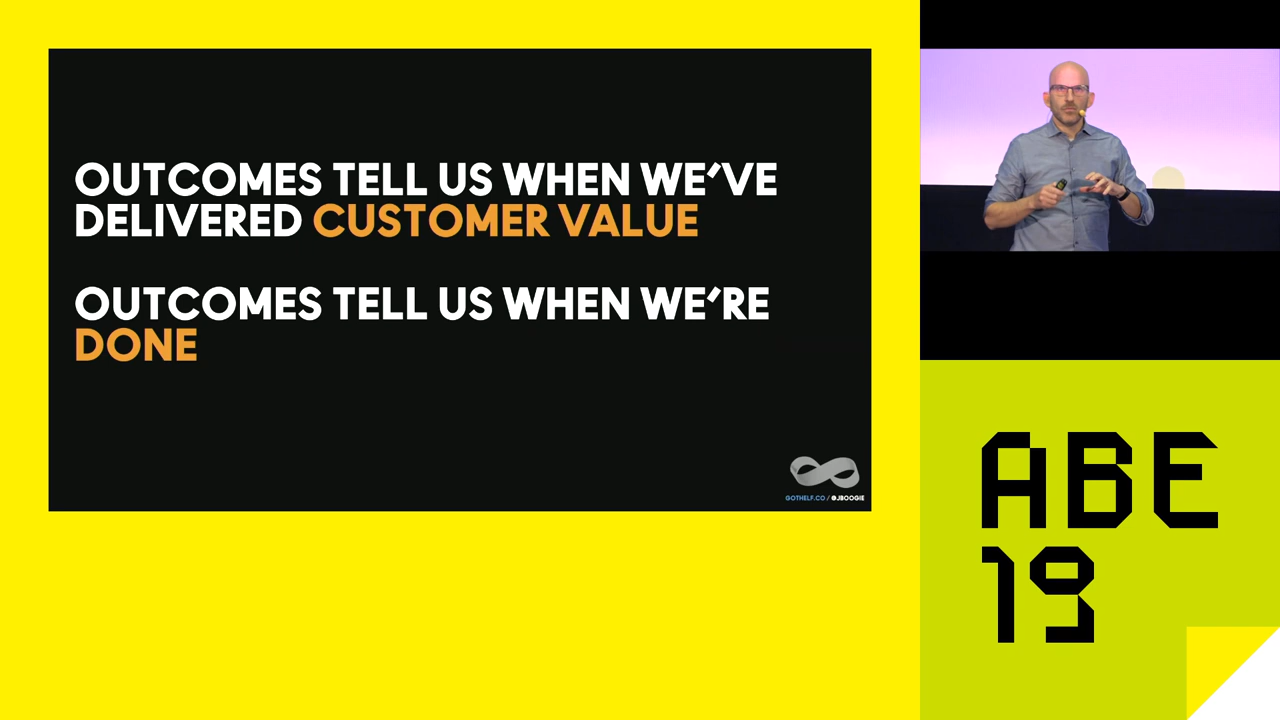 OUTCOMES TELL US WHEN WE’VE
DELIVERED CUSTOMER VALUE
OUTCOMES TELL US WHEN WE’RE
DONE
GOTHELF.CO / @JBOOGIE
ABE
19